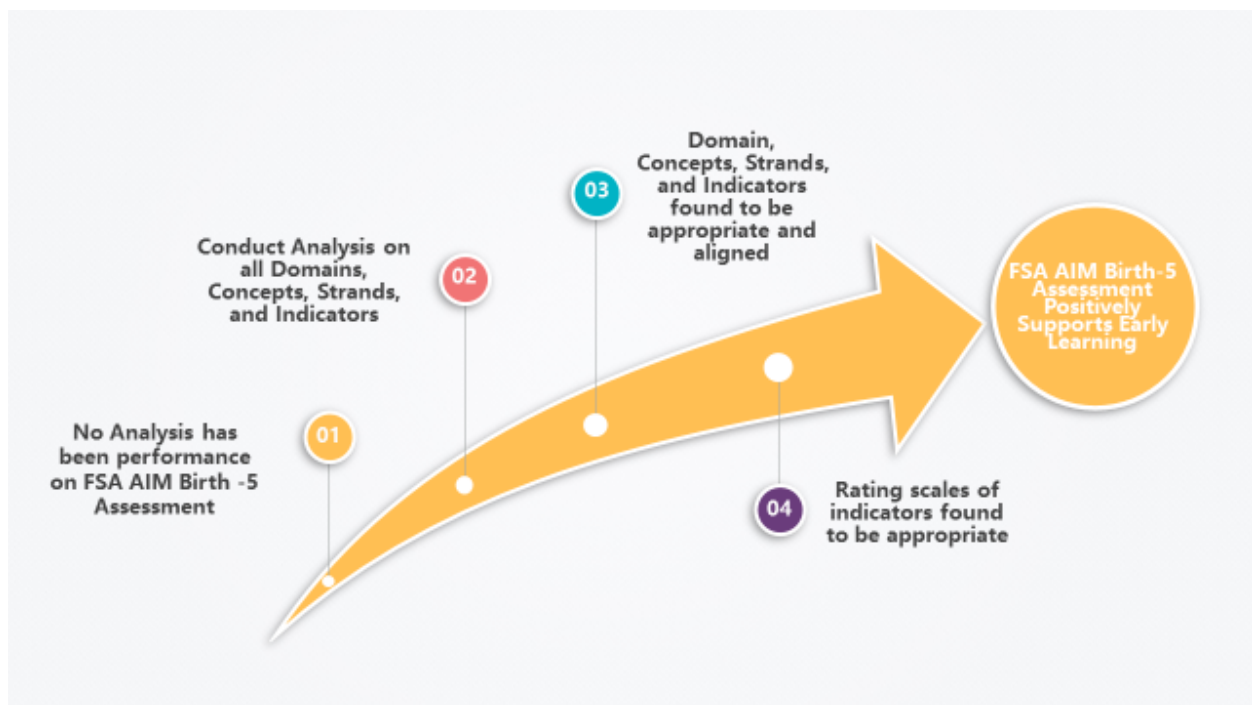 01
No Analysis has
been performance
on FSA AIM Birth -5
Assessment
02
Conduct Analysis on
all Domains,
Concepts, Strands,
and Indicators
03
Domain,
Concepts, Strands,
and Indicators
found to be
appropriate and
aligned
04
Rating scales of
indicators found
to be appropriate
FSA AIM Birth-5
Assessment
Positively
Supports Early
Learning